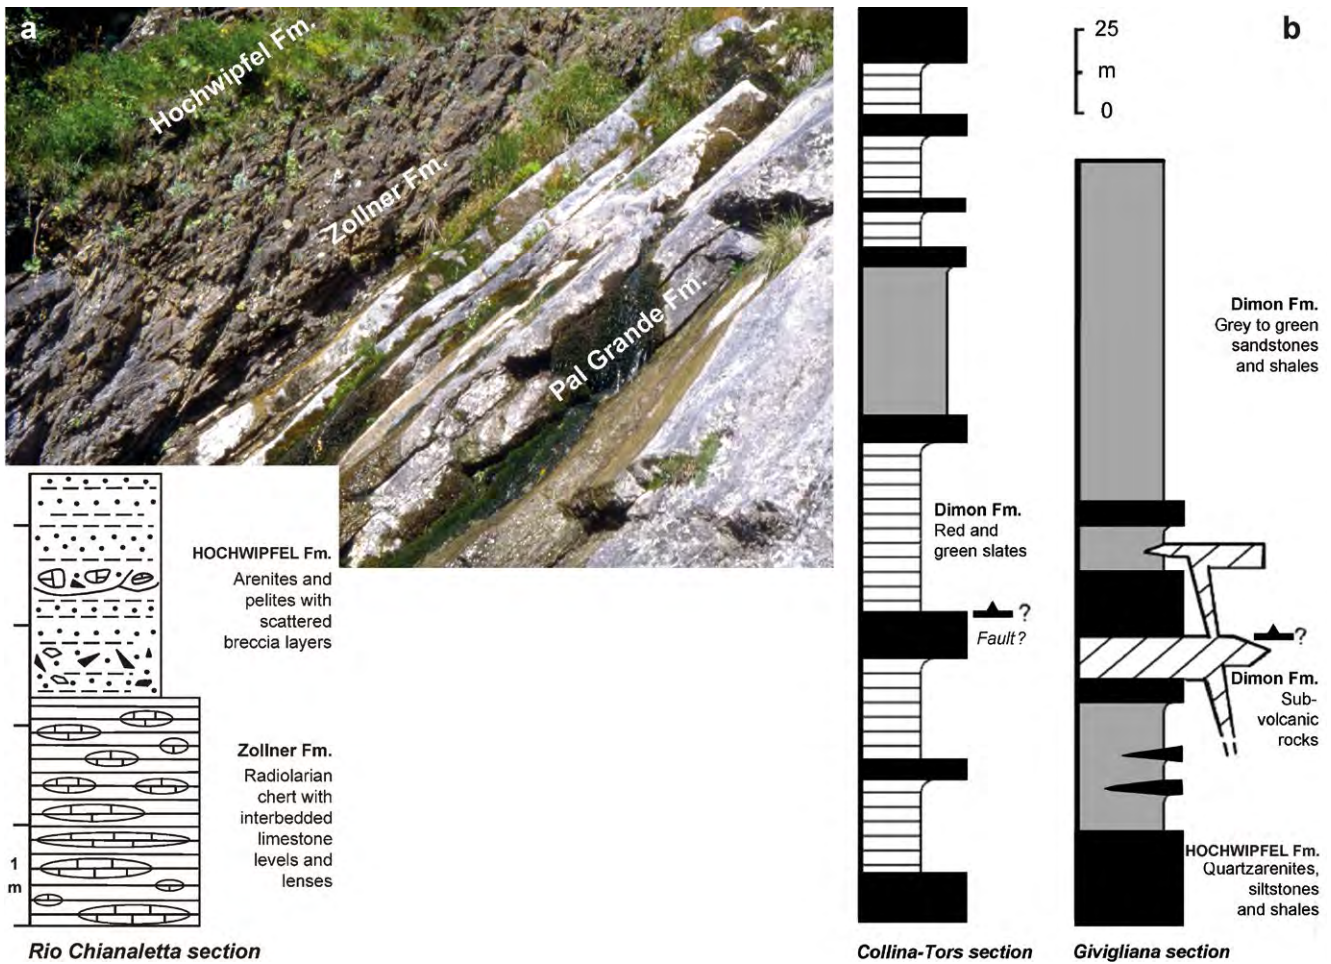 a
Hochwipfel Fm.
Zollner Fm.
Pal Grande Fm.
HOCHWIPFEL Fm.
Arenites and
pelites with
scattered
breccia layers
Zollner Fm.
Radiolarian
chert with
interbedded
limestone
levels and
lenses
1
m
Rio Chianaletta section
b
25
m
0
Dimon Fm.
Red and
green slates
?
Fault?
Collina-Tors section
Dimon Fm.
Grey to green
sandstones
and shales
?
Dimon Fm.
Sub-
volcanic
rocks
HOCHWIPFEL Fm.
Quartzarenites,
siltstones
and shales
Givigliana section